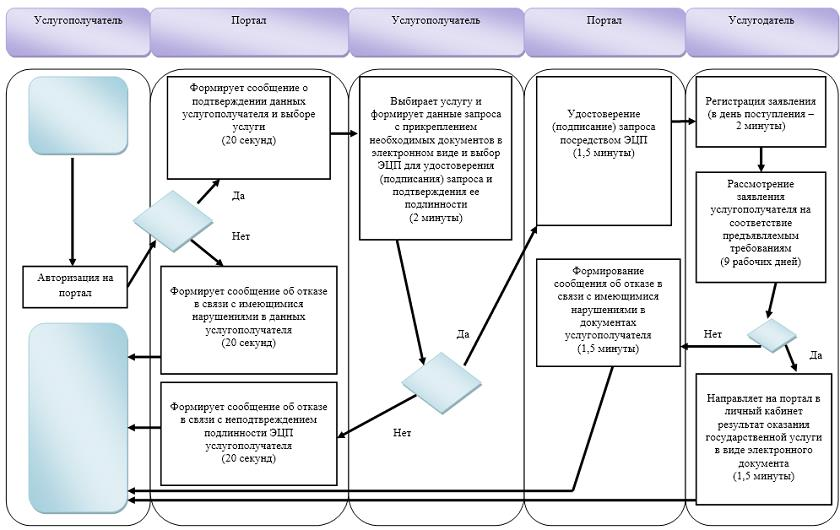 Услугополучатель
Портал
Услугополучатель
Портал
Услугодатель
Формирует сообщение о
подтверждении данных
услугополучателя и выборе
услуги
(20 секунд)
Да
Нет
Авторизация на
портал
Формирует сообщение об отказе
в связи с имеющимися
нарушениями в данных
услугополучателя
(20 секунд)
Формирует сообщение об отказе
в связи с неподтвреждением
подлинности ЭЦП
услугополучателя
(20 секунд)
Выбирает услугу и
формирует данные запроса
с прикреплением
необходимых документов в
электронном виде и выбор
ЭЦП для удостоверения
(подписания) запроса и
подтверждения ее
подлинности
(2 минуты)
Да
Нет
Удостоверение
(подписание) запроса
посредством ЭЦП
(1,5 минуты)
Формирование
сообщения об отказе в
связи с имеющимися
нарушениями в
документах
услугополучателя
(1,5 минуты)
Регистрация заявления
(в день поступления –
2 минуты)
Рассмотрение
заявления
услугополучателя на
соответствие
предъявляемым
требованиям
(9 рабочих дней)
Нет
Да
Направляет на портал в
личный кабинет
результат оказания
государственной услуги
в виде электронного
документа
(1,5 минуты)